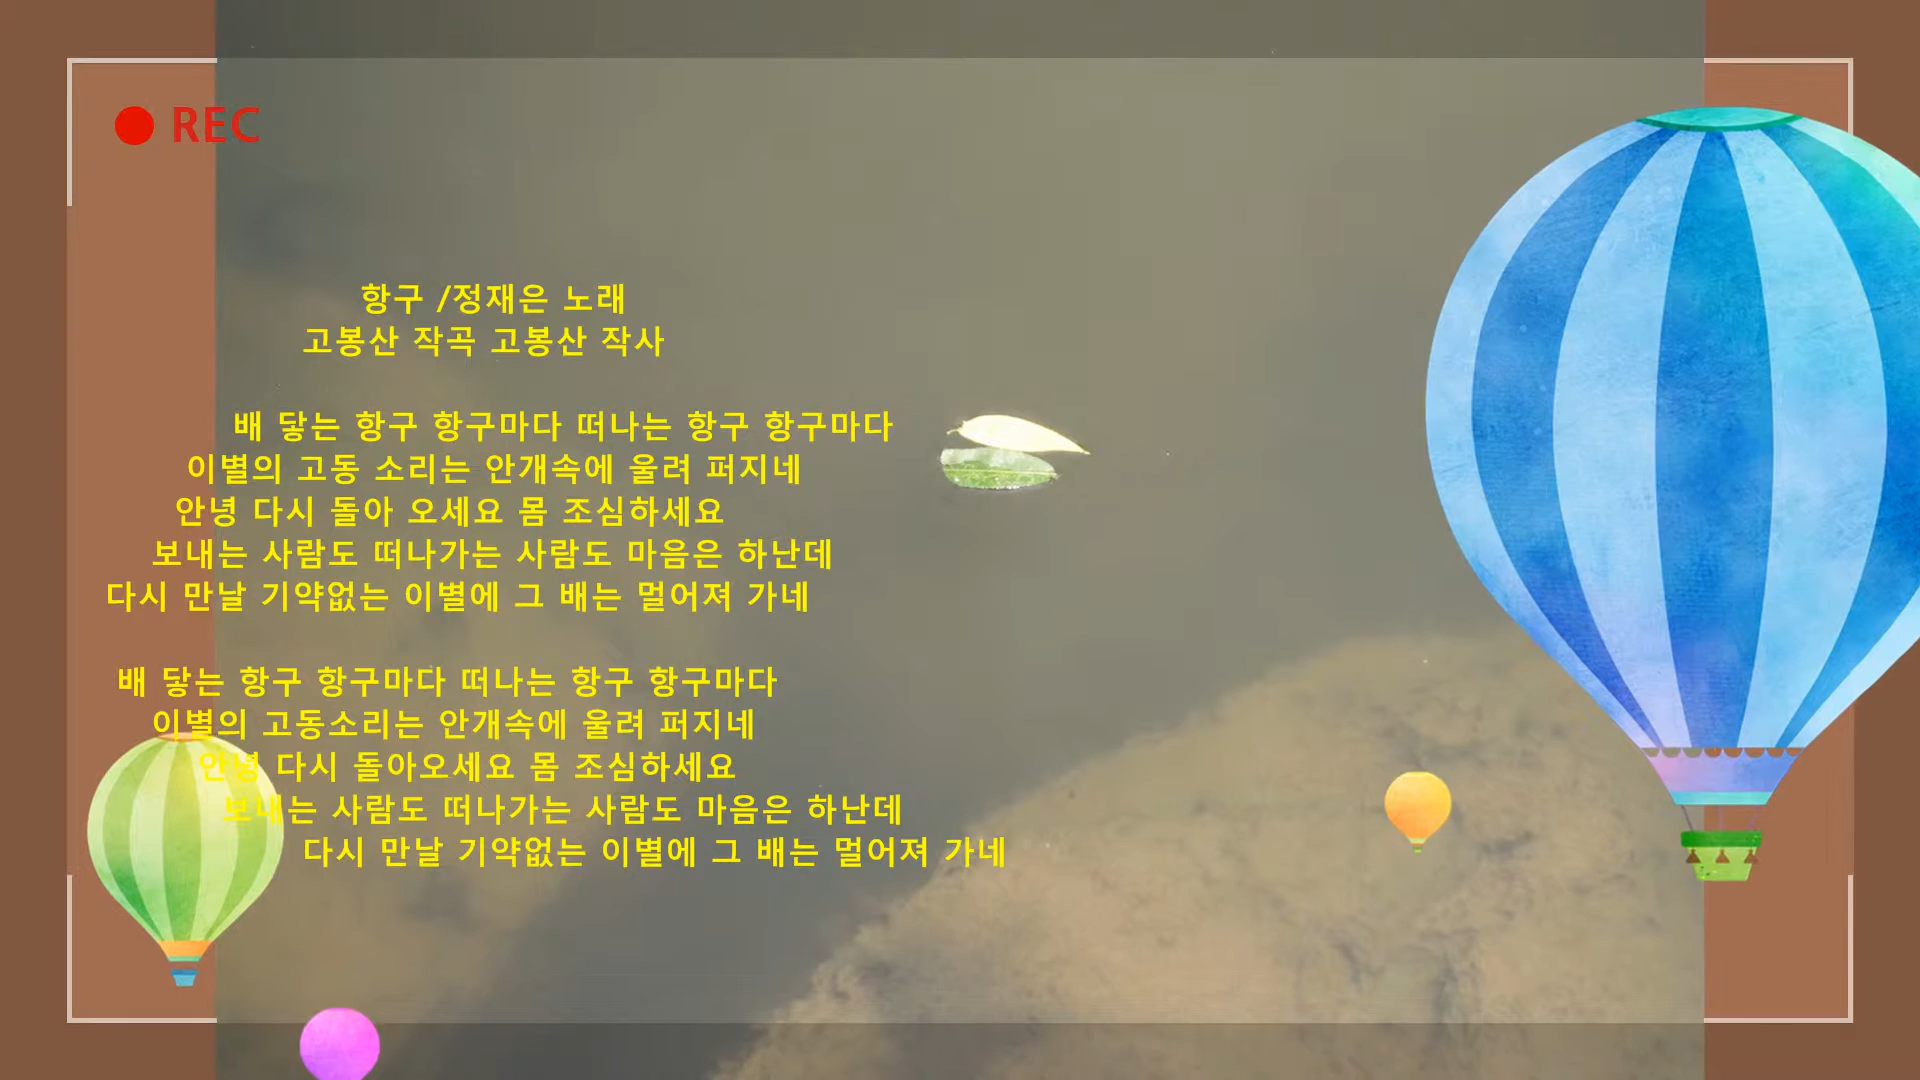 REC
항구 /정재은 노래
고봉산 작곡 고봉산 작사
배 닿는 항구 항구마다 떠나는 항구 항구마다
이별의 고동 소리는 안개속에 울려 퍼지네
안녕 다시 돌아 오세요 몸 조심하세요
보내는 사람도 떠나가는 사람도 마음은 하난데
다시 만날 기약없는 이별에 그 배는 멀어져 가네
배 닿는 항구 항구마다 떠나는 항구 항구마다
이별의 고동소리는 안개속에 울려 퍼지네
안녕 다시 돌아오세요 몸 조심하세요
보내는 사람도 떠나가는 사람도 마음은 하난데
다시 만날 기약없는 이별에 그 배는 멀어져 가네